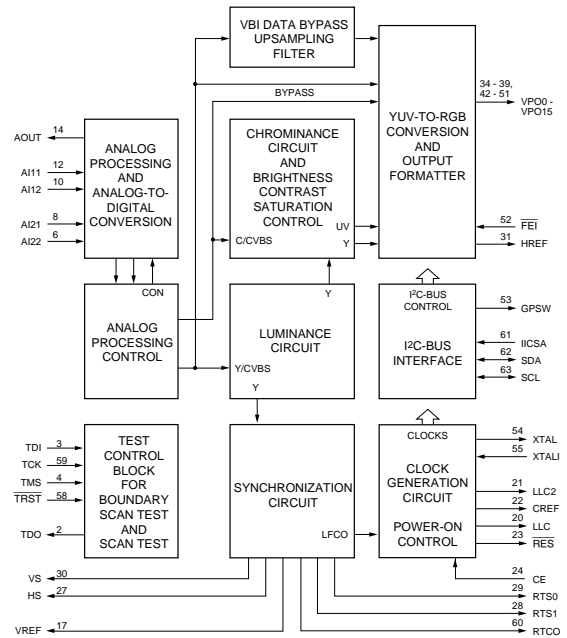 VBI DATA BYPASS
UPSAMPLING
FILTER
BYPASS
34 - 39,
42 - 51
VPO0 -
VPO15
YUV-TO-RGB
CONVERSION
AND
OUTPUT
FORMATTER
AOUT
14
AI11
12
AI12
10
AI21
8
AI22
6
ANALOG
PROCESSING
AND
ANALOG-TO-
DIGITAL
CONVERSION
CON
CHROMINANCE
CIRCUIT
AND
BRIGHTNESS
CONTRAST
SATURATION
CONTROL
UV
C/CVBS
Y
Y
52
FEI
31
HREF
ANALOG
PROCESSING
CONTROL
LUMINANCE
CIRCUIT
Y/CVBS
Y
I²C-BUS
CONTROL
I²C-BUS
INTERFACE
53
GPSW
61
IICSA
62
SDA
63
SCL
TDI
3
TCK
59
TMS
4
TRST
58
TDO
2
TEST
CONTROL
BLOCK
FOR
BOUNDARY
SCAN TEST
AND
SCAN TEST
SYNCHRONIZATION
CIRCUIT
LFCO
CLOCKS
CLOCK
GENERATION
CIRCUIT
POWER-ON
CONTROL
54
XTAL
55
XTALI
21
LLC2
22
CREF
20
LLC
23
RES
24
CE
VS
30
HS
27
VREF
17
29
RTS0
28
RTS1
60
RTCO